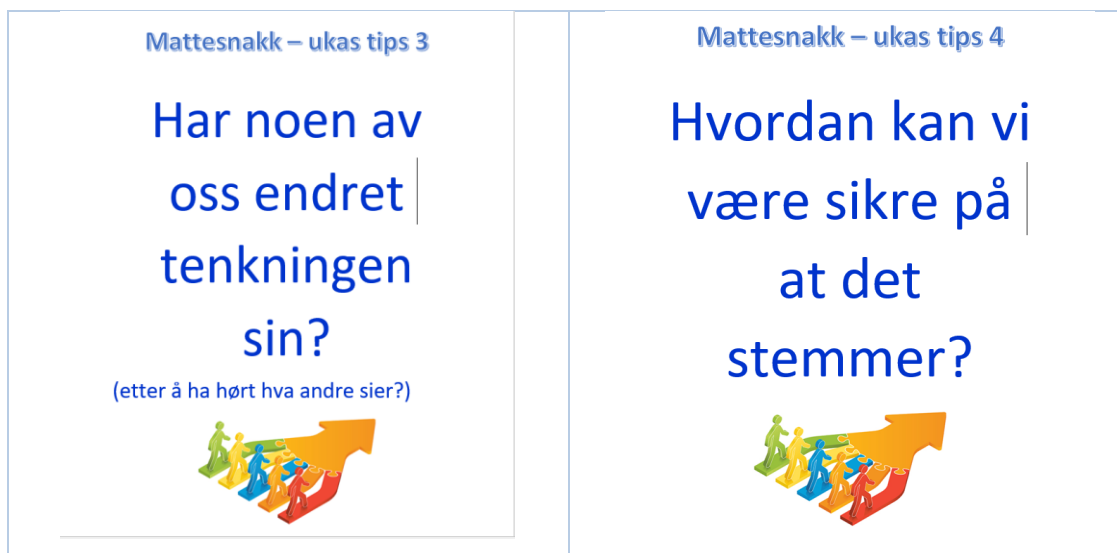 Mattesnakk – ukas tips 3
Har noen av
oss endret
tenkningen
sin?
(etter å ha hørt hva andre sier?)
Mattesnakk – ukas tips 4
Hvordan kan vi
være sikre på
at det
stemmer?